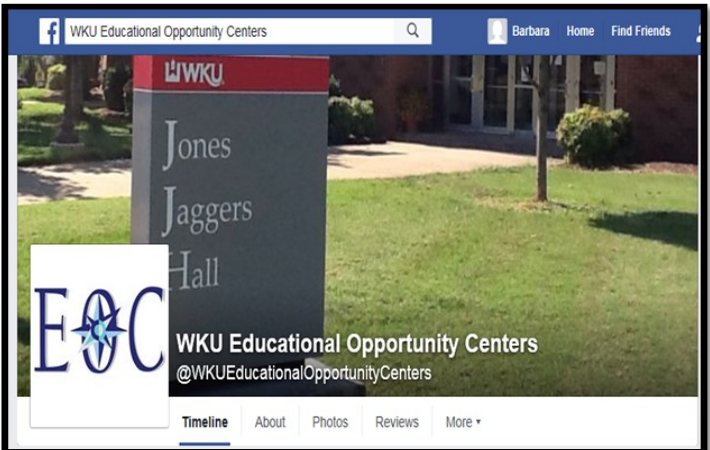 f WKU Educational Opportunity Centers Barbara Home Find Friends
WKU
Jones
Jaggers
Hall
EOC
WKU Educational Opportunity Centers
@WKUEducationalOpportunityCenters
Timeline About Photos Reviews More